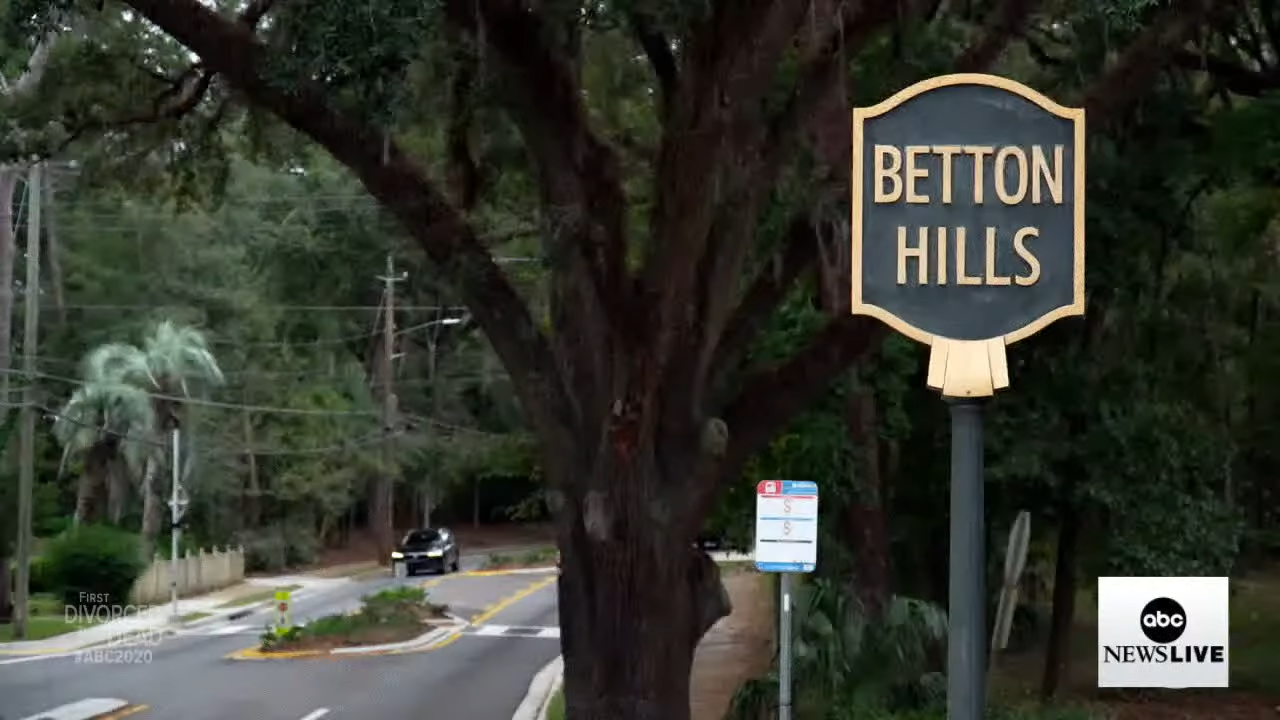 BETTON
HILLS
S
S
FIRST
DIVORCED
DEAD
#ABC2020
abc
NEWSLIVE